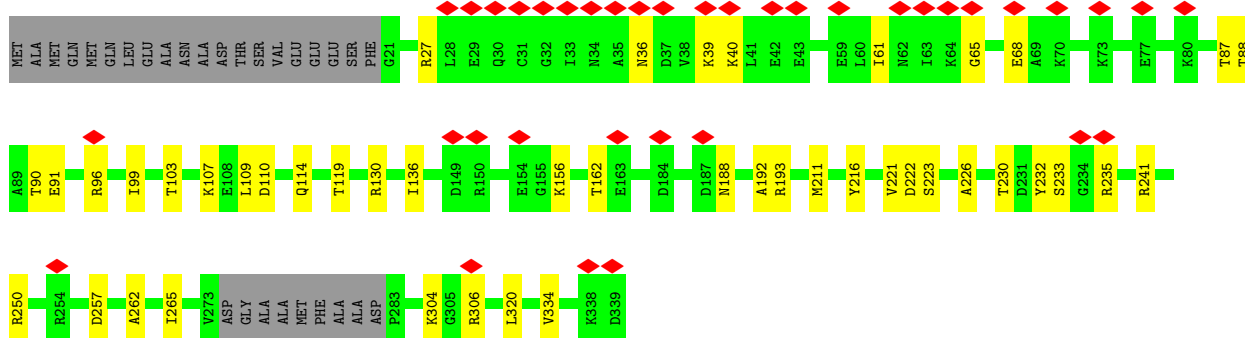 MET ALA MET GLN MET GLN LEU GLU ALA ASN ALA ASP THR SER VAL GLU GLU GLU SER PHE G21 R27 L28 E29 Q30 C31 G32 I33 N34 A35 N36 D37 V38 K39 K40 L41 E42 E43 E59 L60 I61 N62 I63 K64 G65 E68 A69 K70 K73 E77 K80 T87 T88
A89 T90 E91 R96 I99 T103 K107 E108 L109 D110 Q114 T119 R130 I136 D149 R150 E154 G155 K156 T162 E163 D184 D187 N188 A192 R193 M211 Y216 V221 D222 S223 A226 T230 D231 Y232 S233 G234 R235 R241
R250 R254 D257 A262 I265 V273 ASP GLY ALA ALA MET PHE ALA ALA ASP P283 K304 G305 R306 L320 V334 K338 D339